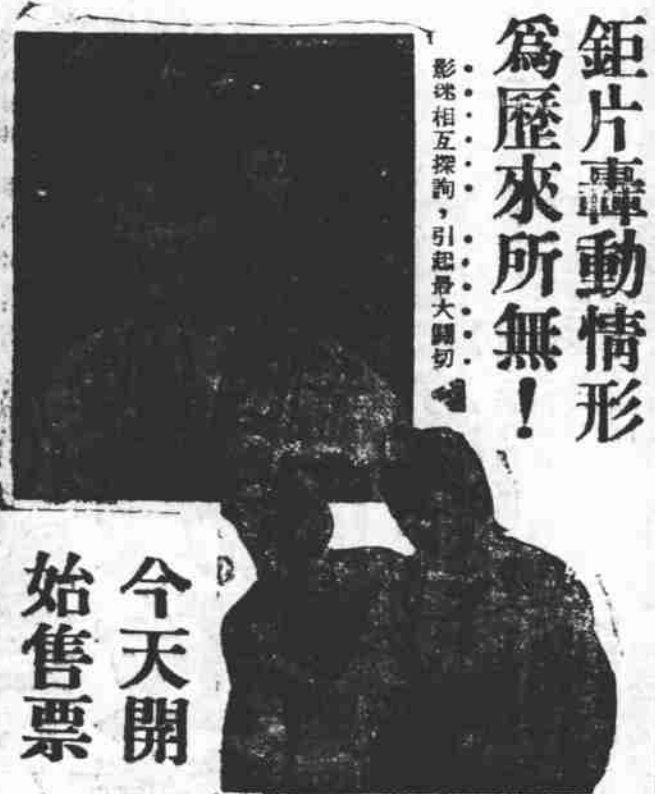 鉅片轟動情形
爲歷來所無！
影迷相互探詢，引起最大關切
今天開
始售票